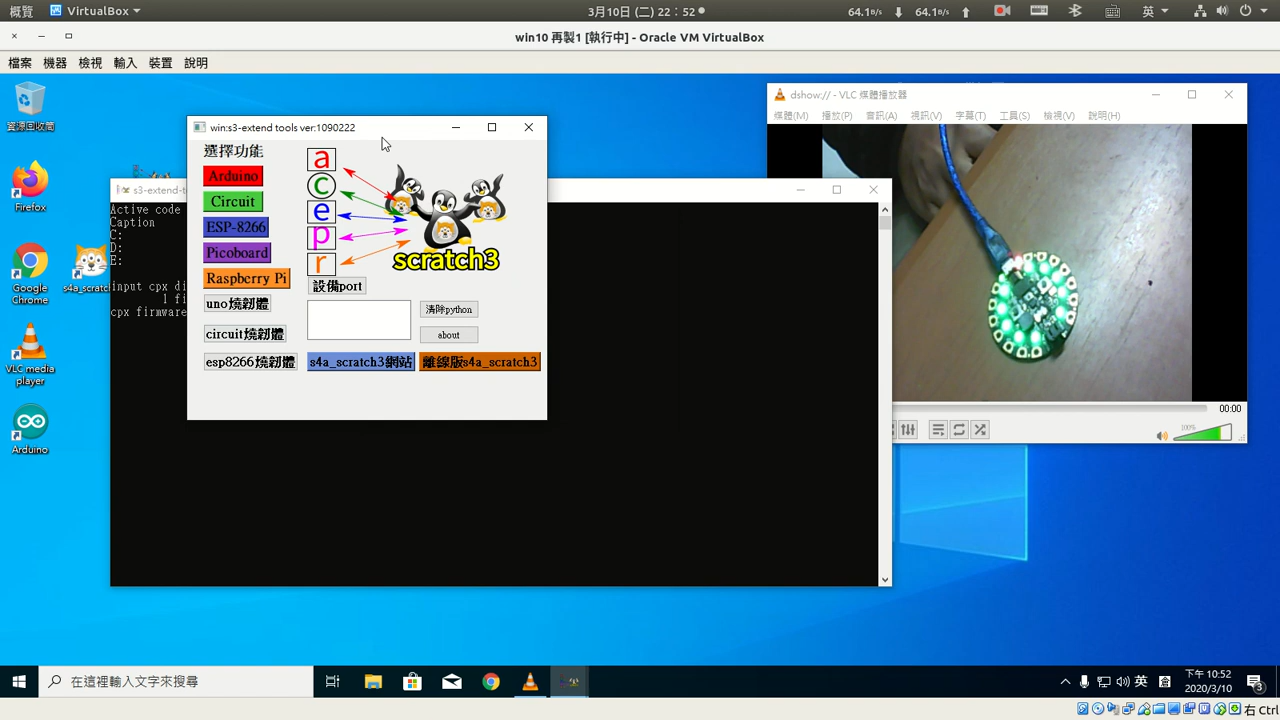 概覽 VirtualBox 3月10日 (二) 22：52 64.1B/s 64.1B/s 英
win10 再製1 [執行中] - Oracle VM VirtualBox
檔案 機器 檢視 輸入 裝置 說明
資源回收筒
Firefox
Google Chrome
s4a_scratc
VLC media player
Arduino
dshow:// - VLC 媒體播放器
媒體(M) 播放(P) 音訊(A) 視訊(V) 字幕(T) 工具(S) 檢視(V) 說明(H)
00:00
100%
s3-extend-t
Active code
Caption
C:
D:
E:
input cpx di
1 fi
cpx firmware
win:s3-extend tools ver:1090222
選擇功能
Arduino
Circuit
ESP-8266
Picoboard
Raspberry Pi
uno燒韌體
circuit燒韌體
esp8266燒韌體
a
c
e
p
r
scratch3
設備port
清除python
about
s4a_scratch3網站
離線版s4a_scratch3
在這裡輸入文字來搜尋
英
下午 10:52
2020/3/10
3
右 Ctrl